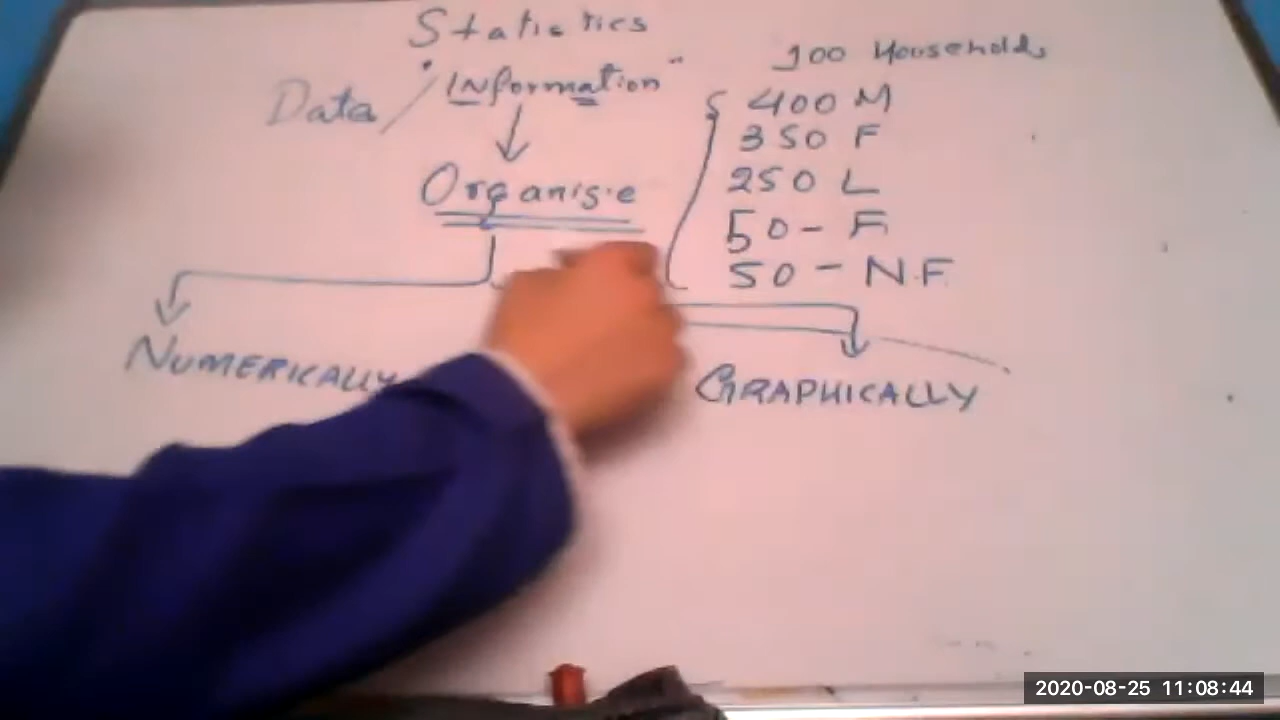 Statistics
Data / "Information"
Organise
NUMERICALLY
GRAPHICALLY
100 Households
400 M
350 F
250 L
50 - F
50 - N.F
2020-08-25 11:08:44